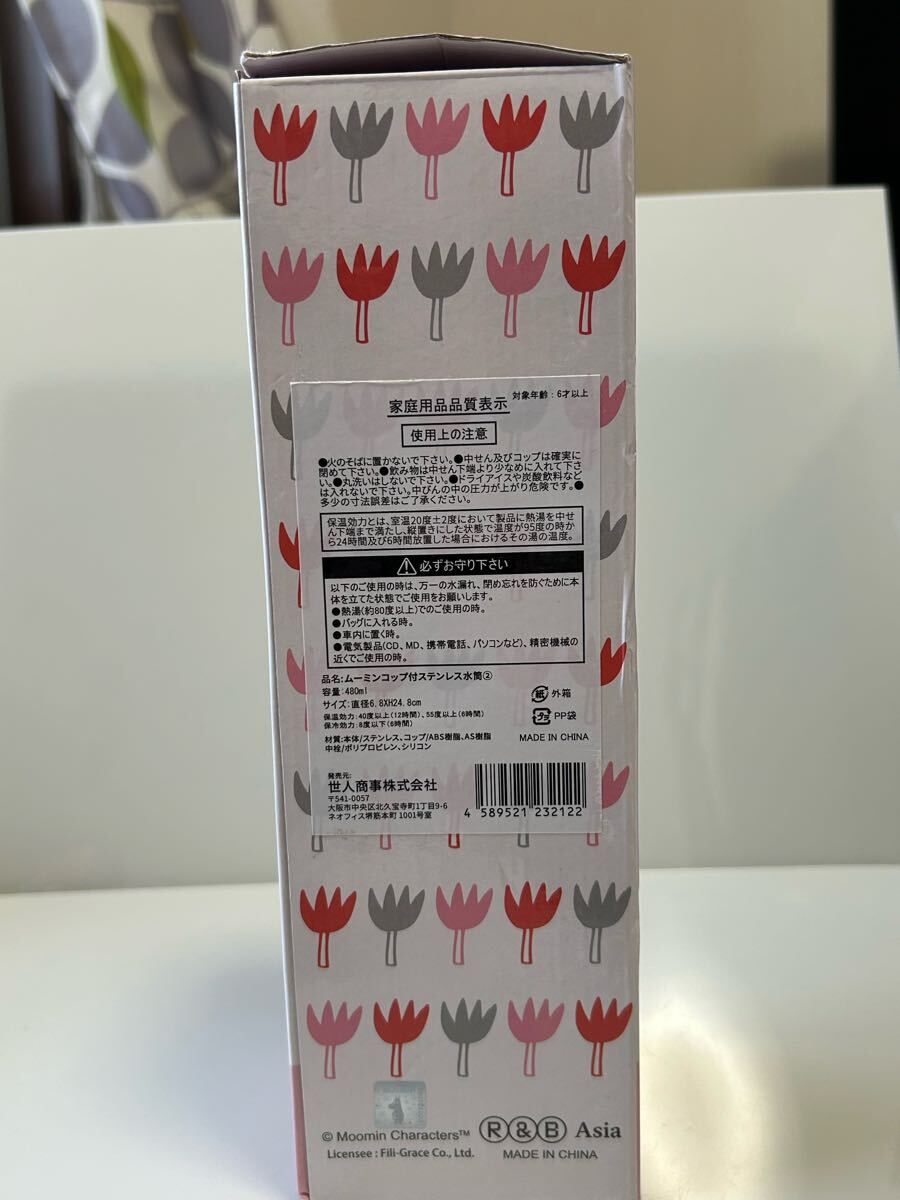 家庭用品品質表示
対象年齢：6才以上
使用上の注意
●火のそばに置かないで下さい。●中せん及びコップは確実に
閉めて下さい。●飲み物は中せん下端より少なめに入れて下さ
い。●丸洗いはしないで下さい。●ドライアイスや炭酸飲料など
は入れないで下さい。中びんの中の圧力が上がり危険です。●
多少の寸法誤差はご了承ください。
保温効力とは、室温20度±2度において製品に熱湯を中せ
ん下端まで満たし、縦置きにした状態で温度が95度の時か
ら24時間及び6時間放置した場合におけるその湯の温度。
必ずお守り下さい
以下のご使用の時は、万一の水漏れ、閉め忘れを防ぐために本
体を立てた状態でご使用をお願いします。
●熱湯(約80度以上)でのご使用の時。
●バッグに入れる時。
●車内に置く時。
●電気製品(CD、MD、携帯電話、パソコンなど)、精密機械の
近くでご使用の時。
品名:ムーミンコップ付ステンレス水筒②
容量:480ml
サイズ:直径6.8XH24.8cm
保温効力:40度以上(12時間)、55度以上(6時間)
保冷効力:8度以下(6時間)
材質:本体/ステンレス、コップ/ABS樹脂、AS樹脂
中栓/ポリプロピレン、シリコン
紙 外箱
プラ PP袋
MADE IN CHINA
発売元:
世人商事株式会社
〒541-0057
大阪市中央区北久宝寺町1丁目9-6
ネオフィス堺筋本町 1001号室
4 589521 232122
© Moomin Characters™
Licensee : Fili-Grace Co., Ltd.
R&B Asia
MADE IN CHINA